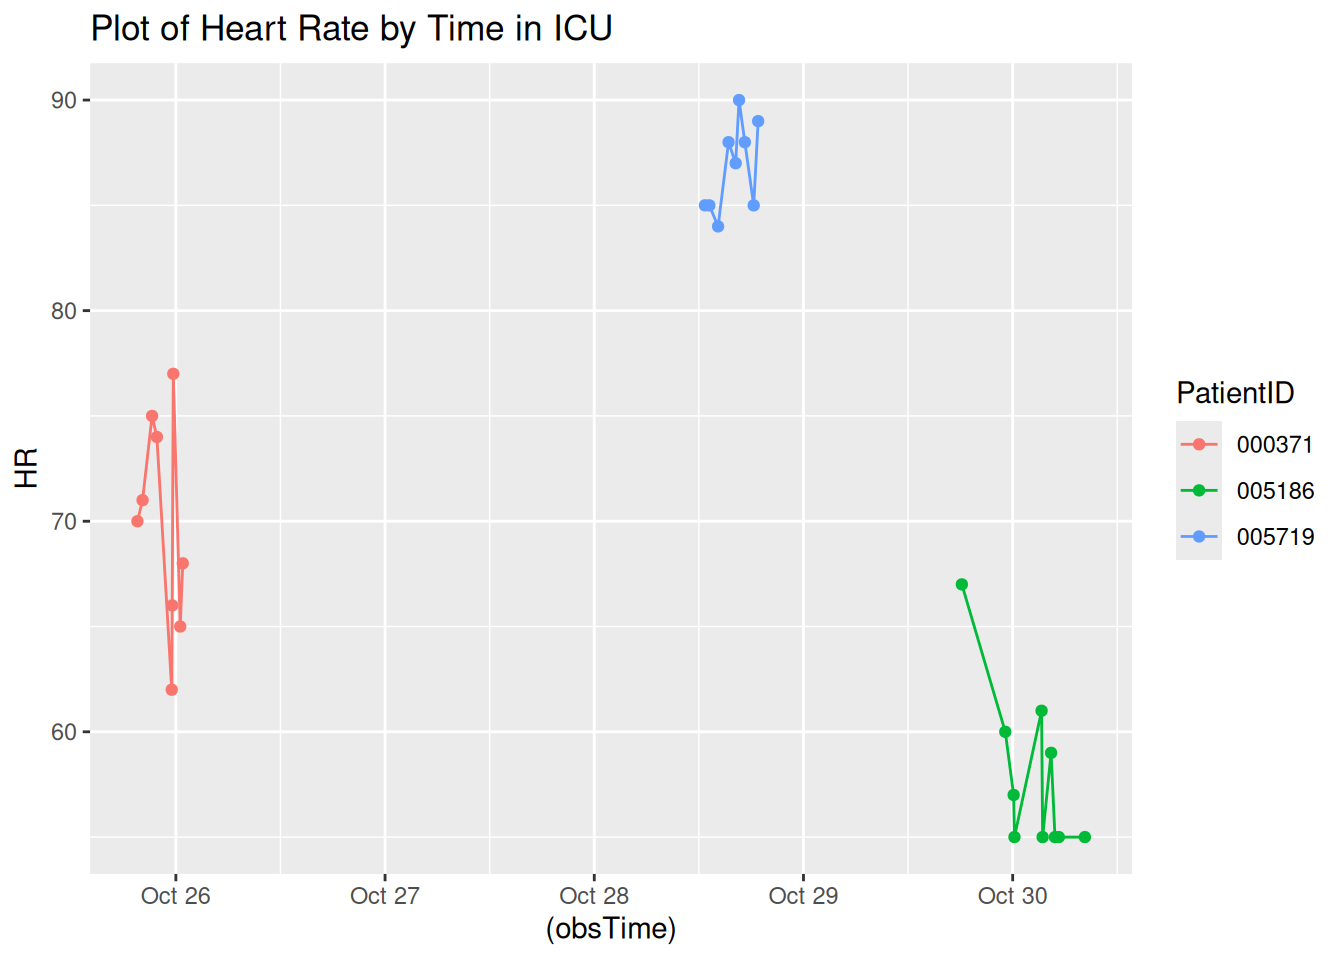 Plot of Heart Rate by Time in ICU
90
80
70
60
HR
Oct 26
Oct 27
Oct 28
Oct 29
Oct 30
(obsTime)
PatientID
000371
005186
005719